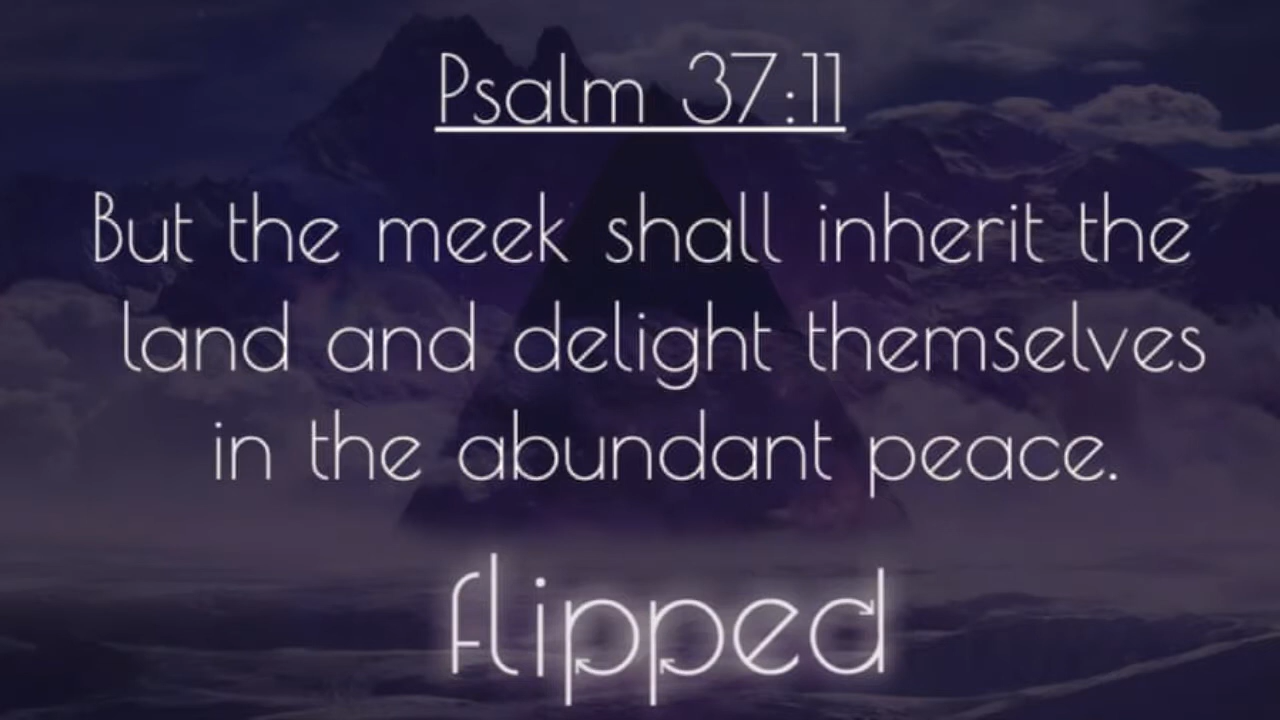 Psalm 37:11
But the meek shall inherit the
land and delight themselves
in the abundant peace.
flipped